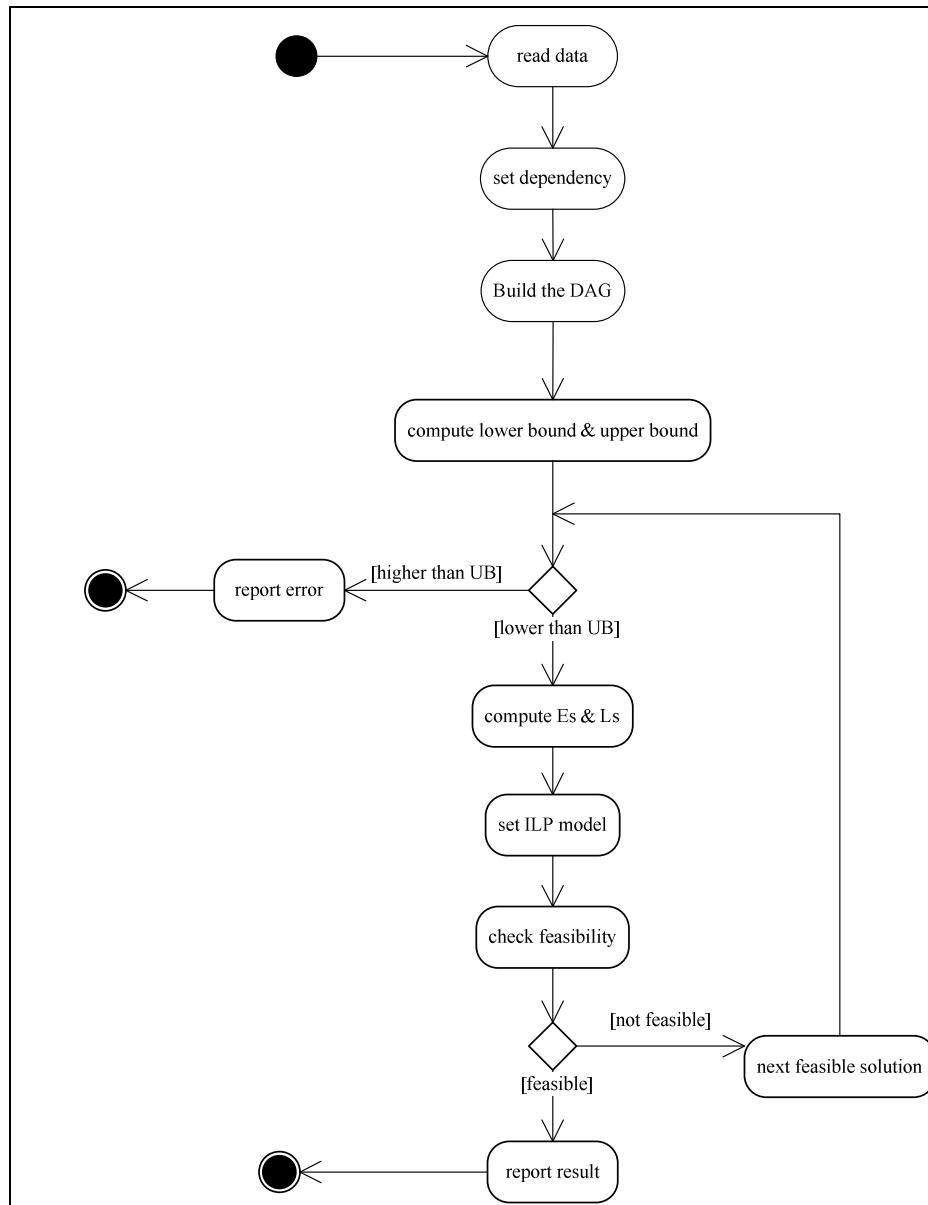 read data
set dependency
Build the DAG
compute lower bound & upper bound
[higher than UB]
report error
[lower than UB]
compute Es & Ls
set ILP model
check feasibility
[not feasible]
next feasible solution
[feasible]
report result